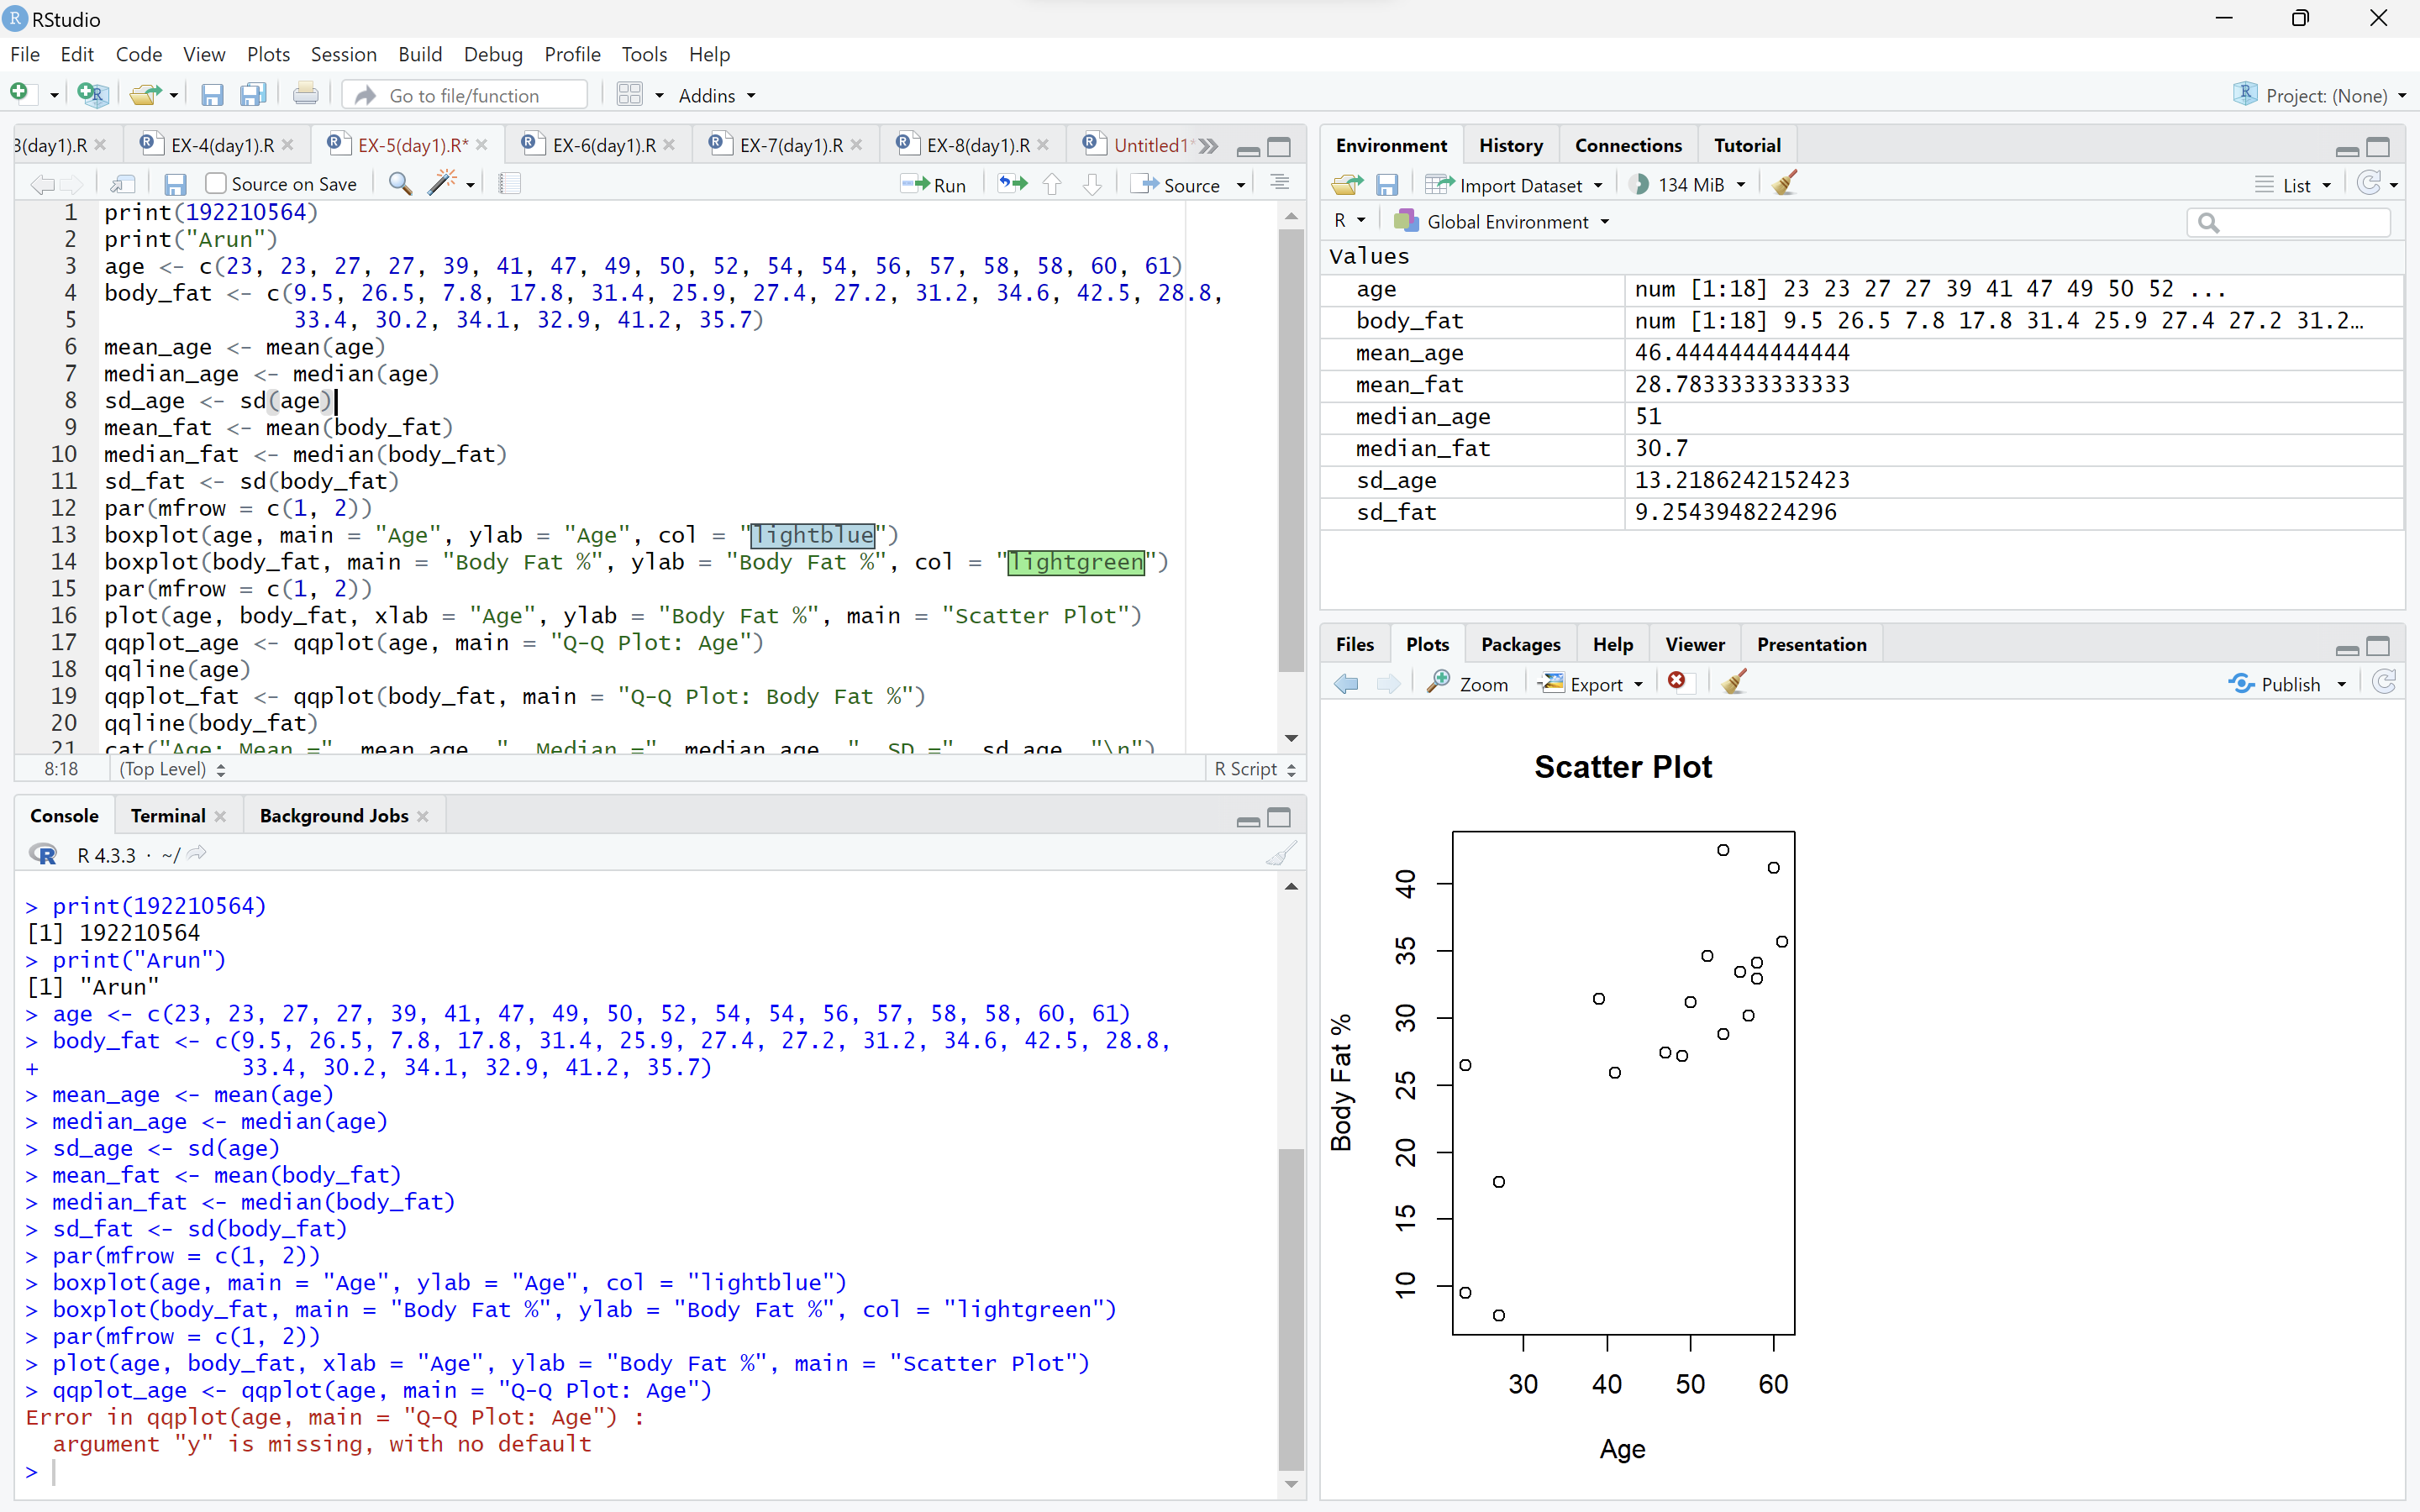 RStudio
File Edit Code View Plots Session Build Debug Profile Tools Help
Go to file/function Addins Project: (None)
3(day1).R EX-4(day1).R EX-5(day1).R* EX-6(day1).R EX-7(day1).R EX-8(day1).R Untitled1*
Source on Save Run Source
1 print(192210564)
2 print("Arun")
3 age <- c(23, 23, 27, 27, 39, 41, 47, 49, 50, 52, 54, 54, 56, 57, 58, 58, 60, 61)
4 body_fat <- c(9.5, 26.5, 7.8, 17.8, 31.4, 25.9, 27.4, 27.2, 31.2, 34.6, 42.5, 28.8,
5 33.4, 30.2, 34.1, 32.9, 41.2, 35.7)
6 mean_age <- mean(age)
7 median_age <- median(age)
8 sd_age <- sd(age)
9 mean_fat <- mean(body_fat)
10 median_fat <- median(body_fat)
11 sd_fat <- sd(body_fat)
12 par(mfrow = c(1, 2))
13 boxplot(age, main = "Age", ylab = "Age", col = "lightblue")
14 boxplot(body_fat, main = "Body Fat %", ylab = "Body Fat %", col = "lightgreen")
15 par(mfrow = c(1, 2))
16 plot(age, body_fat, xlab = "Age", ylab = "Body Fat %", main = "Scatter Plot")
17 qqplot_age <- qqplot(age, main = "Q-Q Plot: Age")
18 qqline(age)
19 qqplot_fat <- qqplot(body_fat, main = "Q-Q Plot: Body Fat %")
20 qqline(body_fat)
21 cat("Age: Mean =", mean_age, ", Median =", median_age, ", SD =", sd_age, "\n")
8:18 (Top Level) R Script
Console Terminal Background Jobs
R 4.3.3 · ~/
> print(192210564)
[1] 192210564
> print("Arun")
[1] "Arun"
> age <- c(23, 23, 27, 27, 39, 41, 47, 49, 50, 52, 54, 54, 56, 57, 58, 58, 60, 61)
> body_fat <- c(9.5, 26.5, 7.8, 17.8, 31.4, 25.9, 27.4, 27.2, 31.2, 34.6, 42.5, 28.8,
+ 33.4, 30.2, 34.1, 32.9, 41.2, 35.7)
> mean_age <- mean(age)
> median_age <- median(age)
> sd_age <- sd(age)
> mean_fat <- mean(body_fat)
> median_fat <- median(body_fat)
> sd_fat <- sd(body_fat)
> par(mfrow = c(1, 2))
> boxplot(age, main = "Age", ylab = "Age", col = "lightblue")
> boxplot(body_fat, main = "Body Fat %", ylab = "Body Fat %", col = "lightgreen")
> par(mfrow = c(1, 2))
> plot(age, body_fat, xlab = "Age", ylab = "Body Fat %", main = "Scatter Plot")
> qqplot_age <- qqplot(age, main = "Q-Q Plot: Age")
Error in qqplot(age, main = "Q-Q Plot: Age") :
argument "y" is missing, with no default
>
Environment History Connections Tutorial
Import Dataset 134 MiB List
R Global Environment
Values
age num [1:18] 23 23 27 27 39 41 47 49 50 52 ...
body_fat num [1:18] 9.5 26.5 7.8 17.8 31.4 25.9 27.4 27.2 31.2...
mean_age 46.4444444444444
mean_fat 28.7833333333333
median_age 51
median_fat 30.7
sd_age 13.2186242152423
sd_fat 9.2543948224296
Files Plots Packages Help Viewer Presentation
Zoom Export Publish
Scatter Plot
Body Fat %
40
35
30
25
20
15
10
30 40 50 60
Age